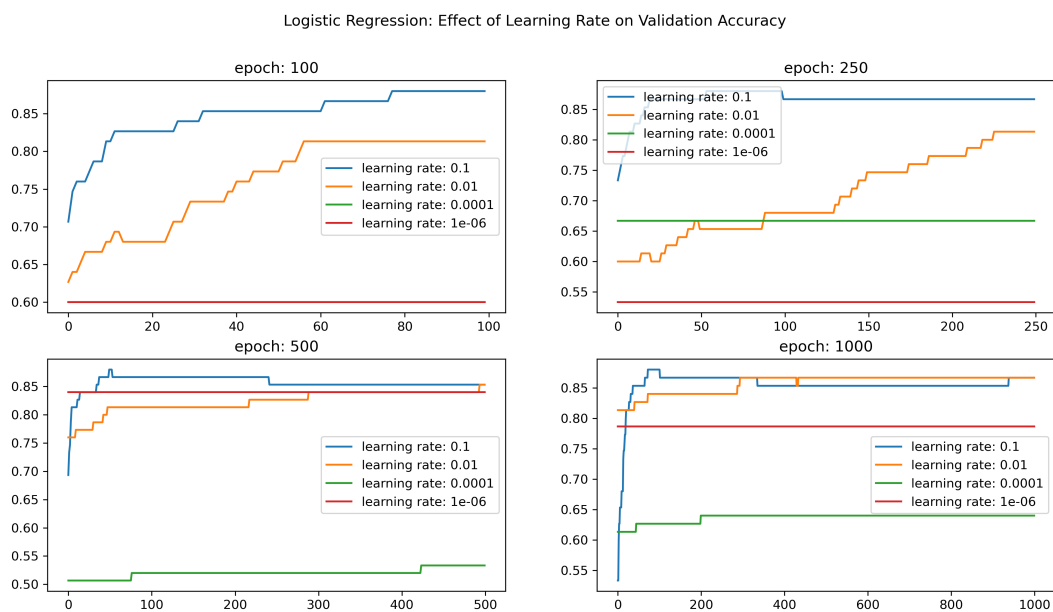 Logistic Regression: Effect of Learning Rate on Validation Accuracy
epoch: 100
0.85
0.80
0.75
0.70
0.65
0.60
0 20 40 60 80 100
learning rate: 0.1
learning rate: 0.01
learning rate: 0.0001
learning rate: 1e-06
epoch: 250
0.85
0.80
0.75
0.70
0.65
0.60
0.55
0 50 100 150 200 250
learning rate: 0.1
learning rate: 0.01
learning rate: 0.0001
learning rate: 1e-06
epoch: 500
0.85
0.80
0.75
0.70
0.65
0.60
0.55
0.50
0 100 200 300 400 500
learning rate: 0.1
learning rate: 0.01
learning rate: 0.0001
learning rate: 1e-06
epoch: 1000
0.85
0.80
0.75
0.70
0.65
0.60
0.55
0 200 400 600 800 1000
learning rate: 0.1
learning rate: 0.01
learning rate: 0.0001
learning rate: 1e-06